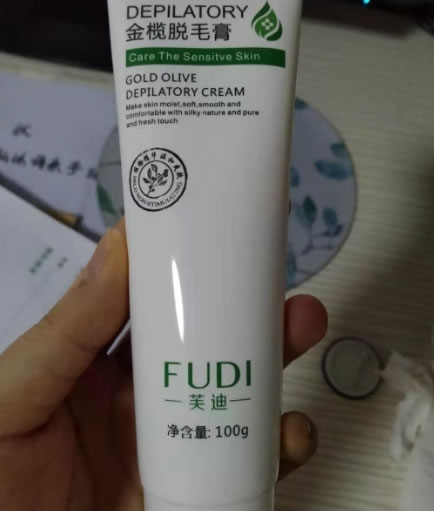 DEPILATORY
金榄脱毛膏
Care The Sensitve Skin
GOLD OLIVE
DEPILATORY CREAM
Make skin moist,soft,smooth and
comfortable with silky nature and pure
and fresh touch
FUDI
芙迪
净含量: 100g